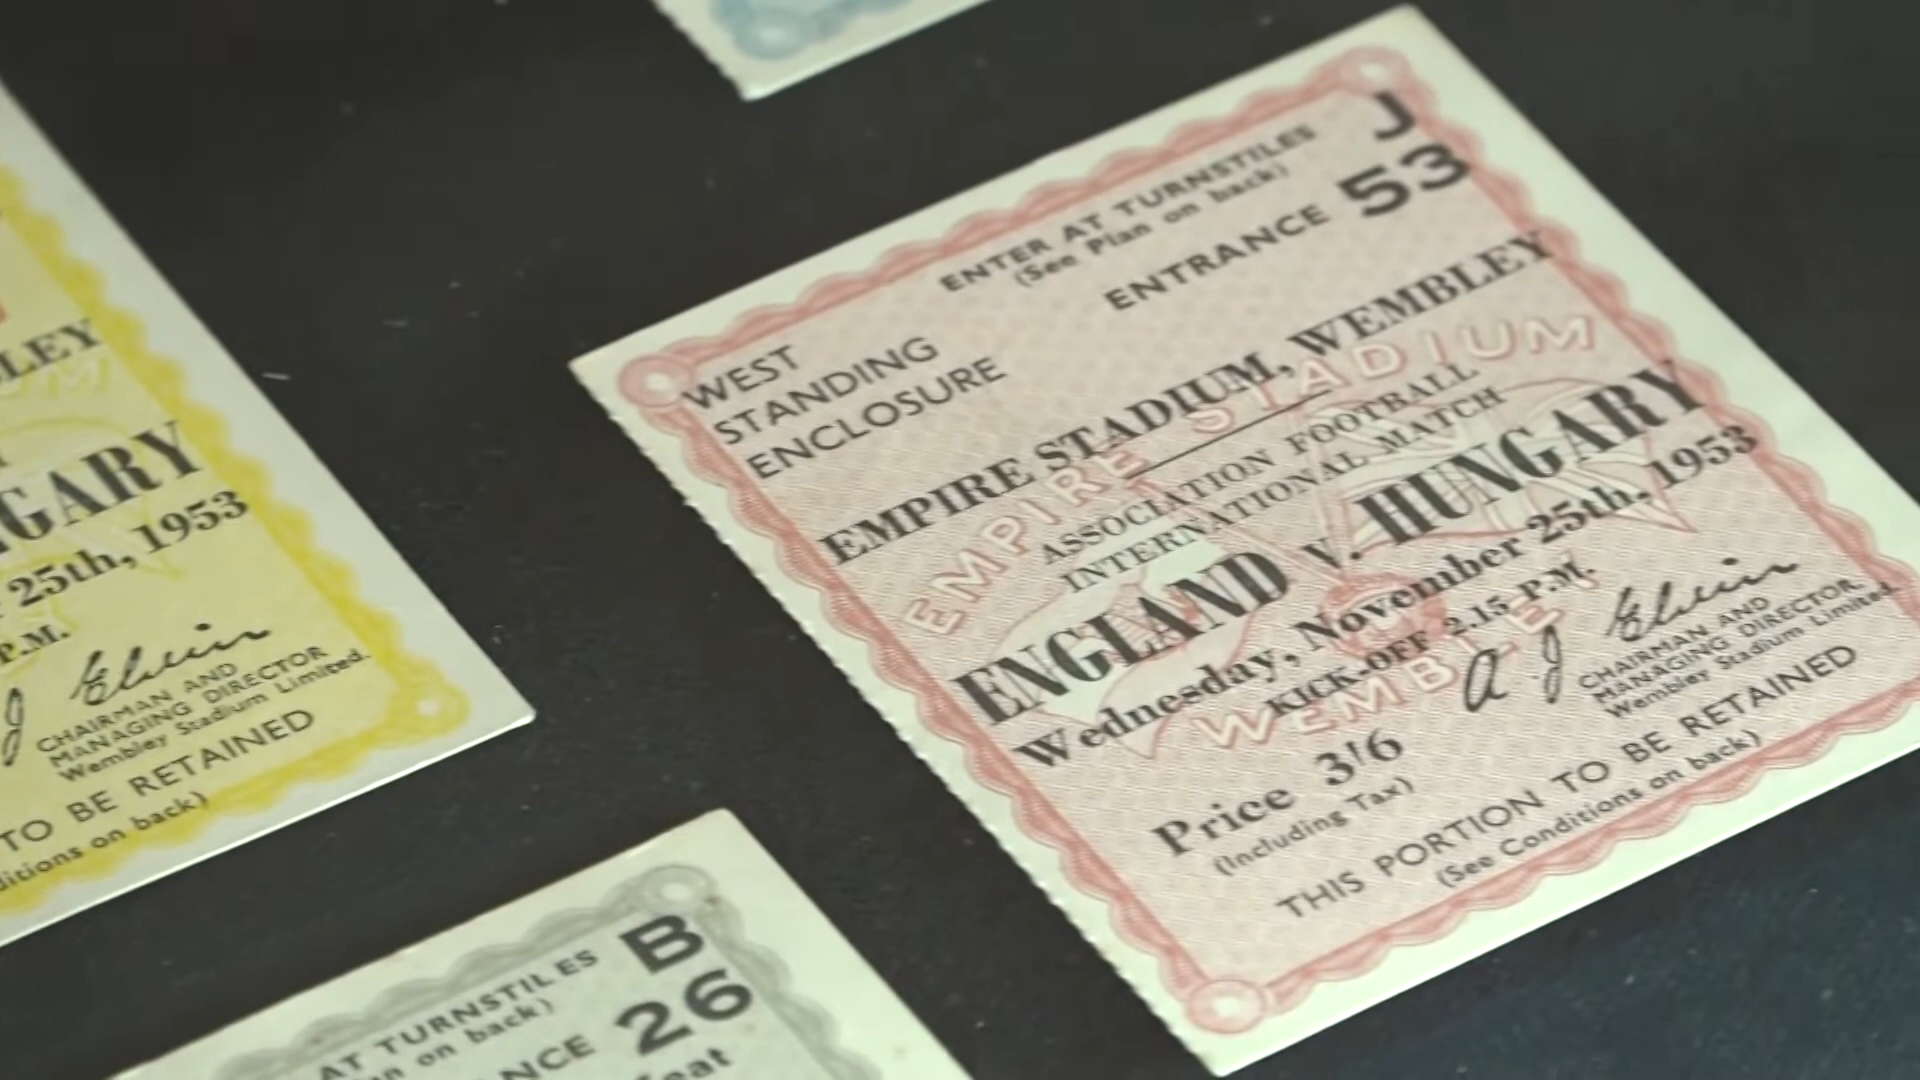 LEY
GARY
25th, 1953
P.M.
J Elvin
CHAIRMAN AND
MANAGING DIRECTOR
Wembley Stadium Limited.
TO BE RETAINED
ditions on back)
J
ENTER AT TURNSTILES
(See Plan on back)
ENTRANCE 53
WEST
STANDING
ENCLOSURE
EMPIRE STADIUM, WEMBLEY
EMPIRE STADIUM
ASSOCIATION FOOTBALL
INTERNATIONAL MATCH
ENGLAND v. HUNGARY
Wednesday, November 25th, 1953
KICK-OFF 2.15 P.M.
WEMBLEY
A J Elvin
CHAIRMAN AND
MANAGING DIRECTOR.
Wembley Stadium Limited.
Price 3/6
(Including Tax)
THIS PORTION TO BE RETAINED
(See Conditions on back)
B
AT TURNSTILES
on back)
NCE 26